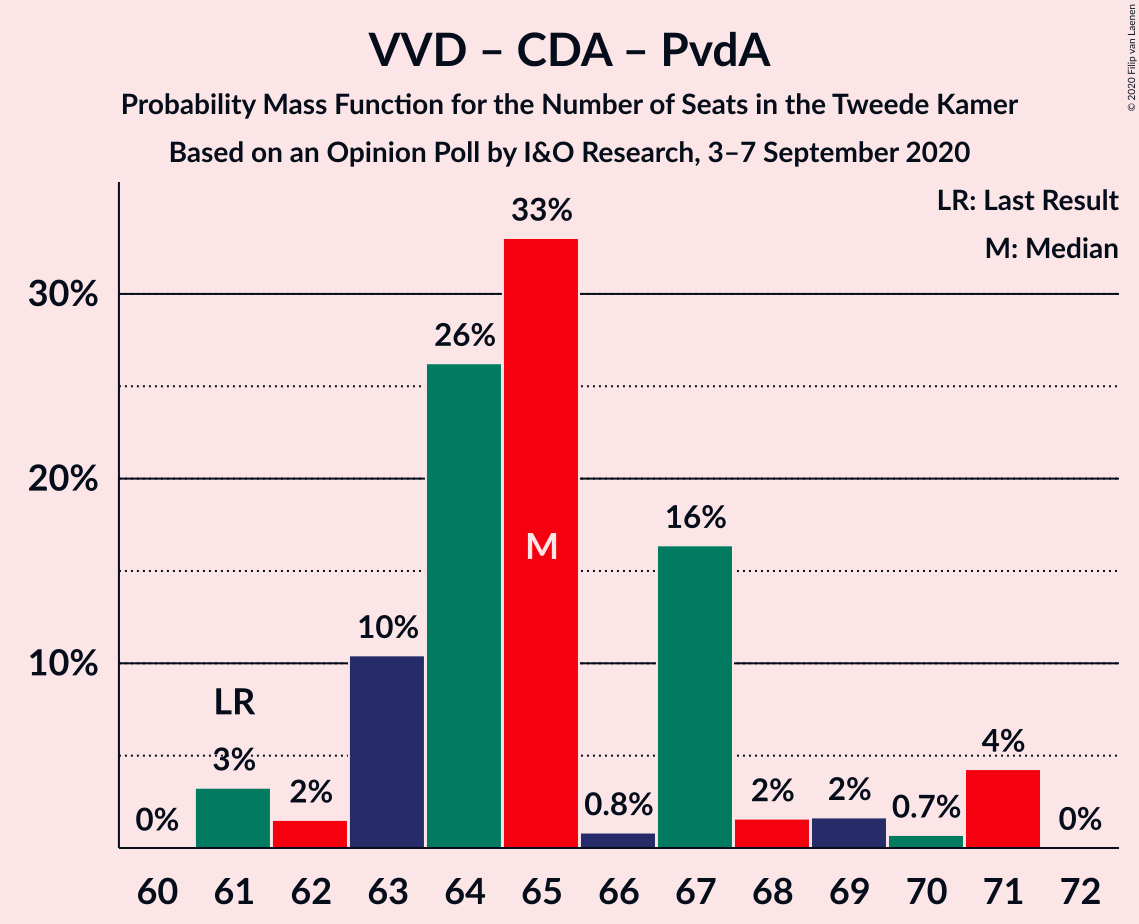 VVD – CDA – PvdA
Probability Mass Function for the Number of Seats in the Tweede Kamer
Based on an Opinion Poll by I&O Research, 3–7 September 2020
© 2020 Filip van Laenen
LR: Last Result
M: Median
33%
30%
26%
20%
16%
M
10%
10%
LR
3%
2%
0%
0.8%
2%
2%
0.7%
4%
0%
60 61 62 63 64 65 66 67 68 69 70 71 72